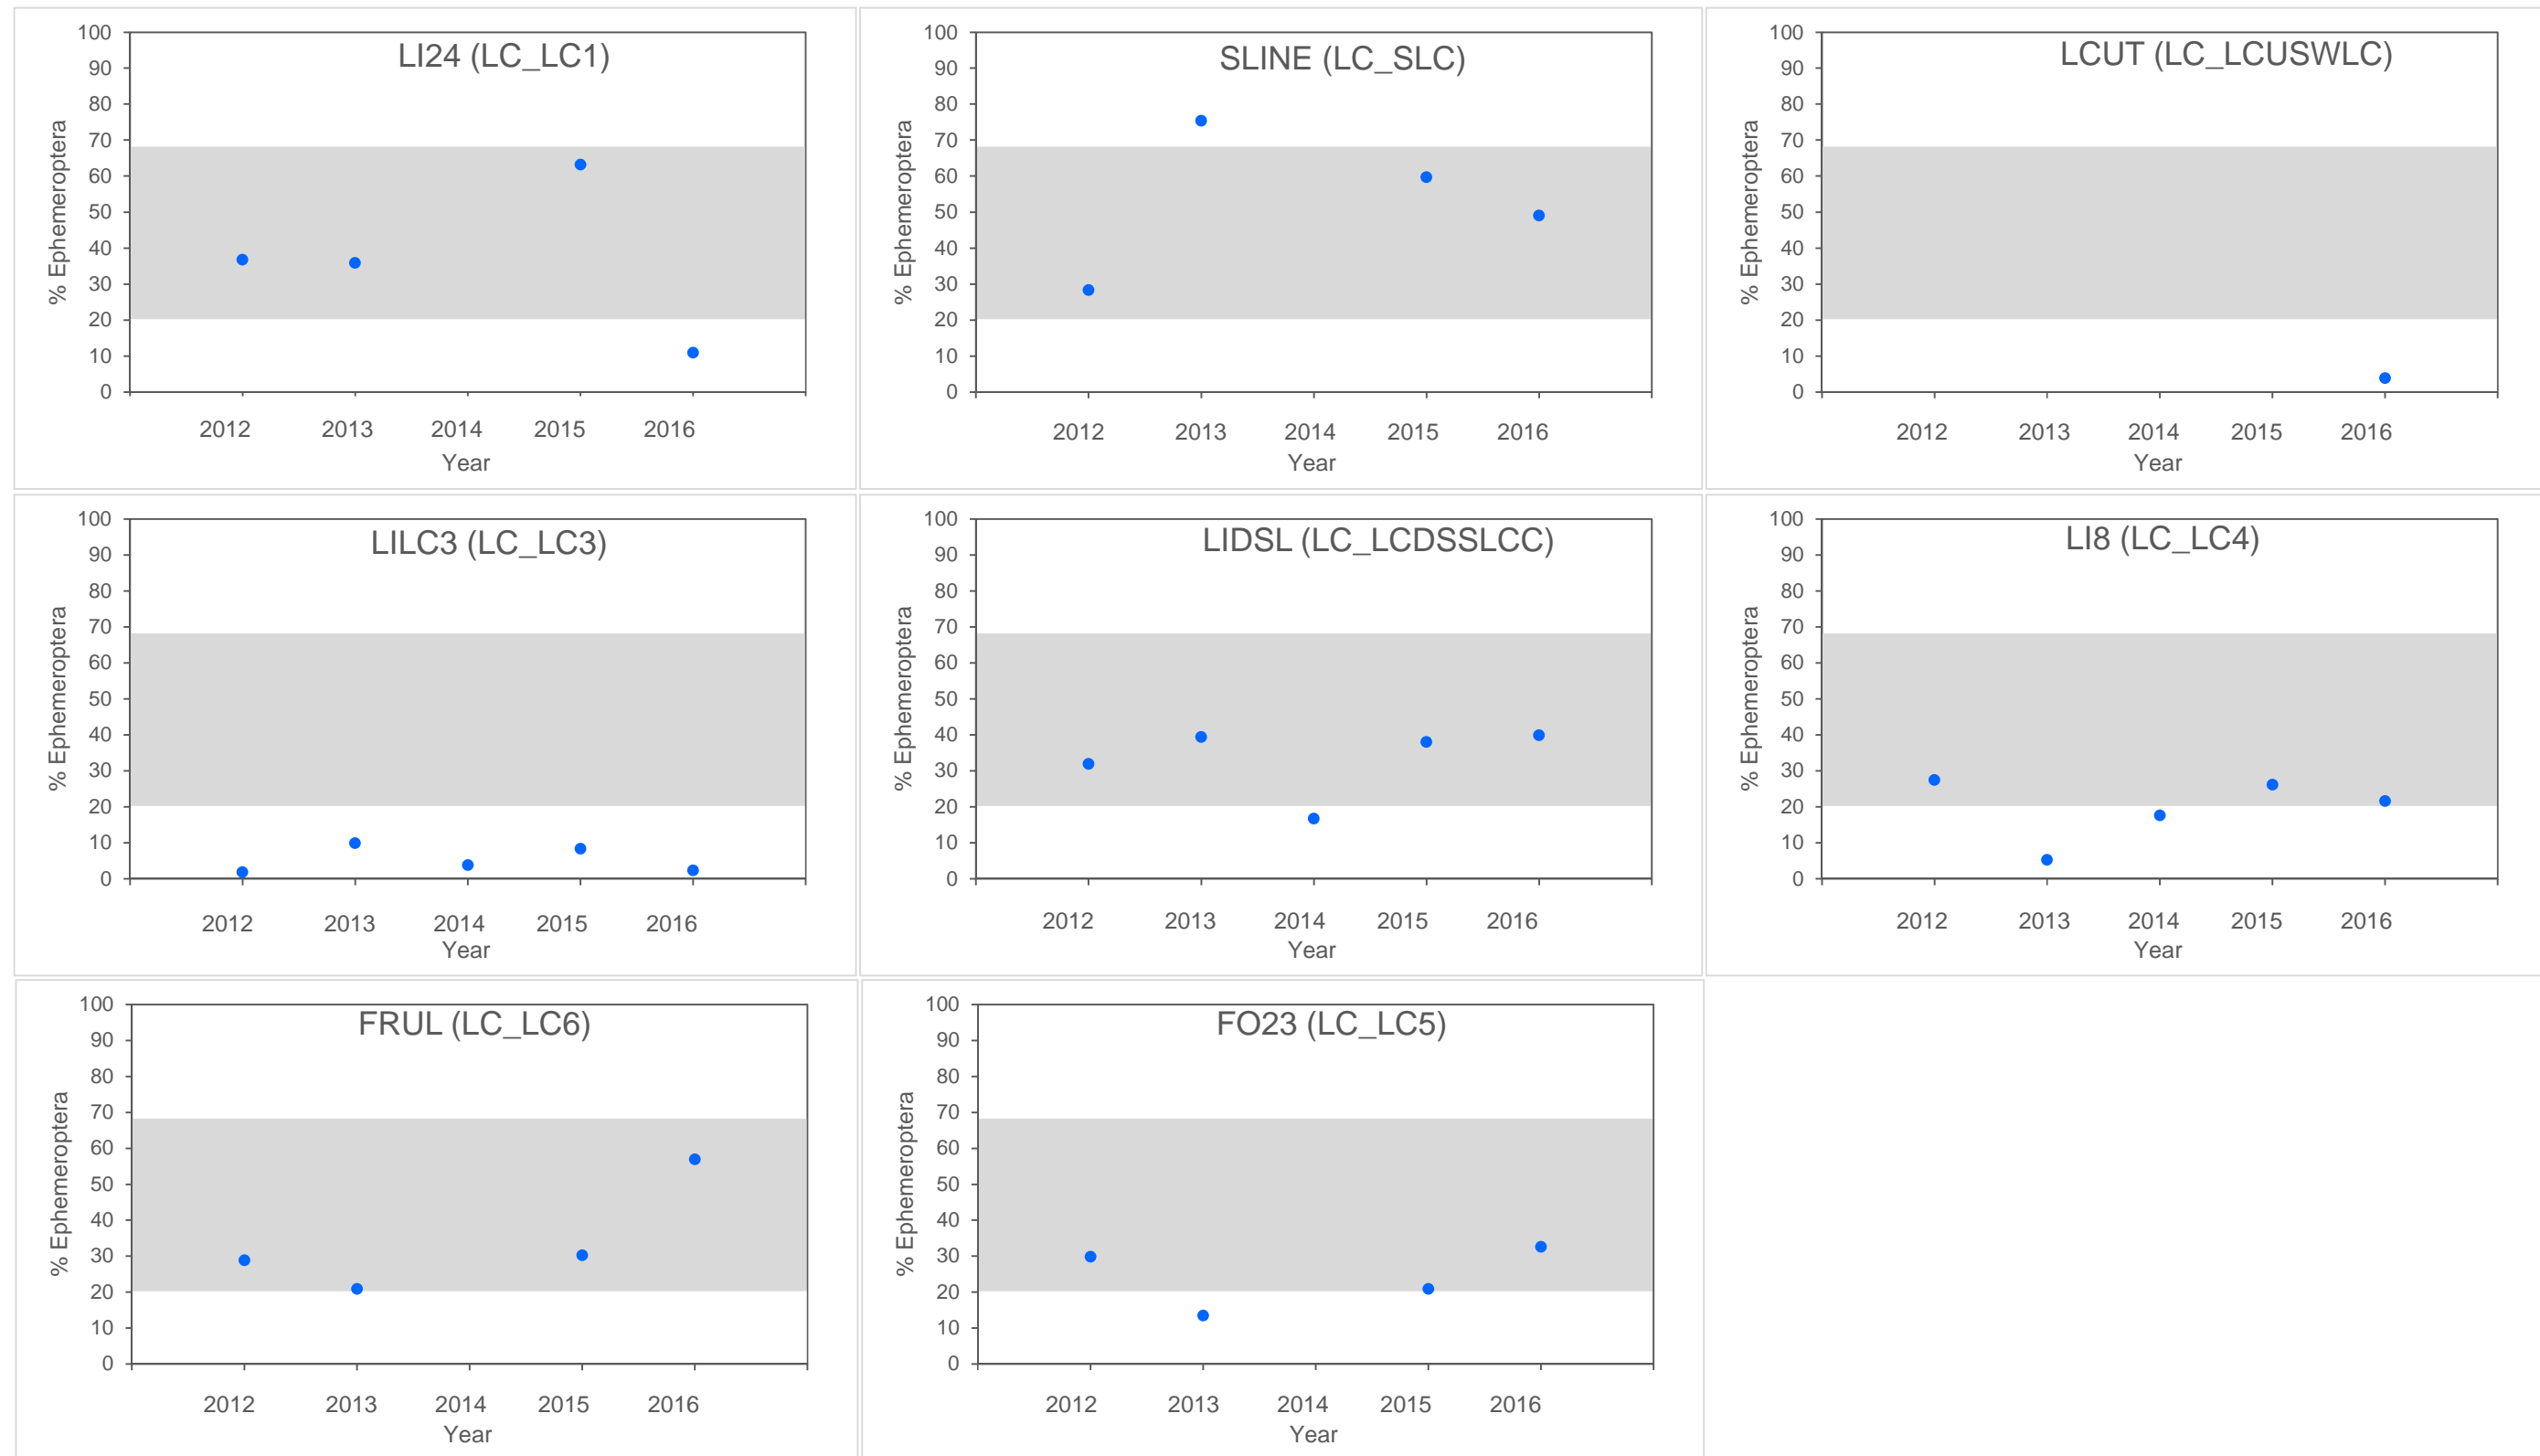 LI24 (LC_LC1)
% Ephemeroptera
100
90
80
70
60
50
40
30
20
10
0
2012 2013 2014 2015 2016
Year
SLINE (LC_SLC)
% Ephemeroptera
100
90
80
70
60
50
40
30
20
10
0
2012 2013 2014 2015 2016
Year
LCUT (LC_LCUSWLC)
% Ephemeroptera
100
90
80
70
60
50
40
30
20
10
0
2012 2013 2014 2015 2016
Year
LILC3 (LC_LC3)
% Ephemeroptera
100
90
80
70
60
50
40
30
20
10
0
2012 2013 2014 2015 2016
Year
LIDSL (LC_LCDSSLCC)
% Ephemeroptera
100
90
80
70
60
50
40
30
20
10
0
2012 2013 2014 2015 2016
Year
LI8 (LC_LC4)
% Ephemeroptera
100
90
80
70
60
50
40
30
20
10
0
2012 2013 2014 2015 2016
Year
FRUL (LC_LC6)
% Ephemeroptera
100
90
80
70
60
50
40
30
20
10
0
2012 2013 2014 2015 2016
Year
FO23 (LC_LC5)
% Ephemeroptera
100
90
80
70
60
50
40
30
20
10
0
2012 2013 2014 2015 2016
Year